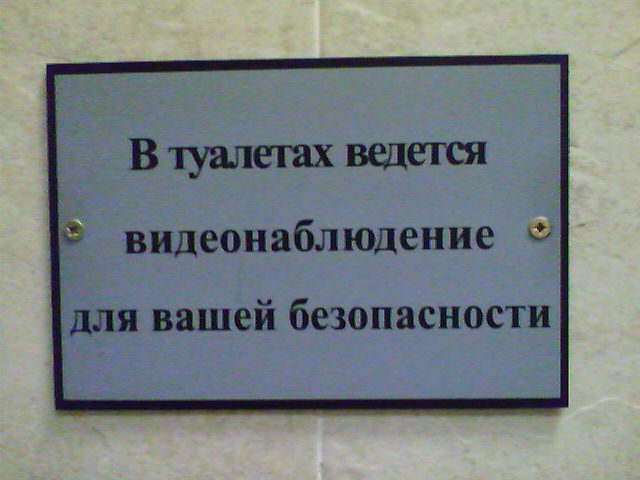 В туалетах ведется
видеонаблюдение
для вашей безопасности